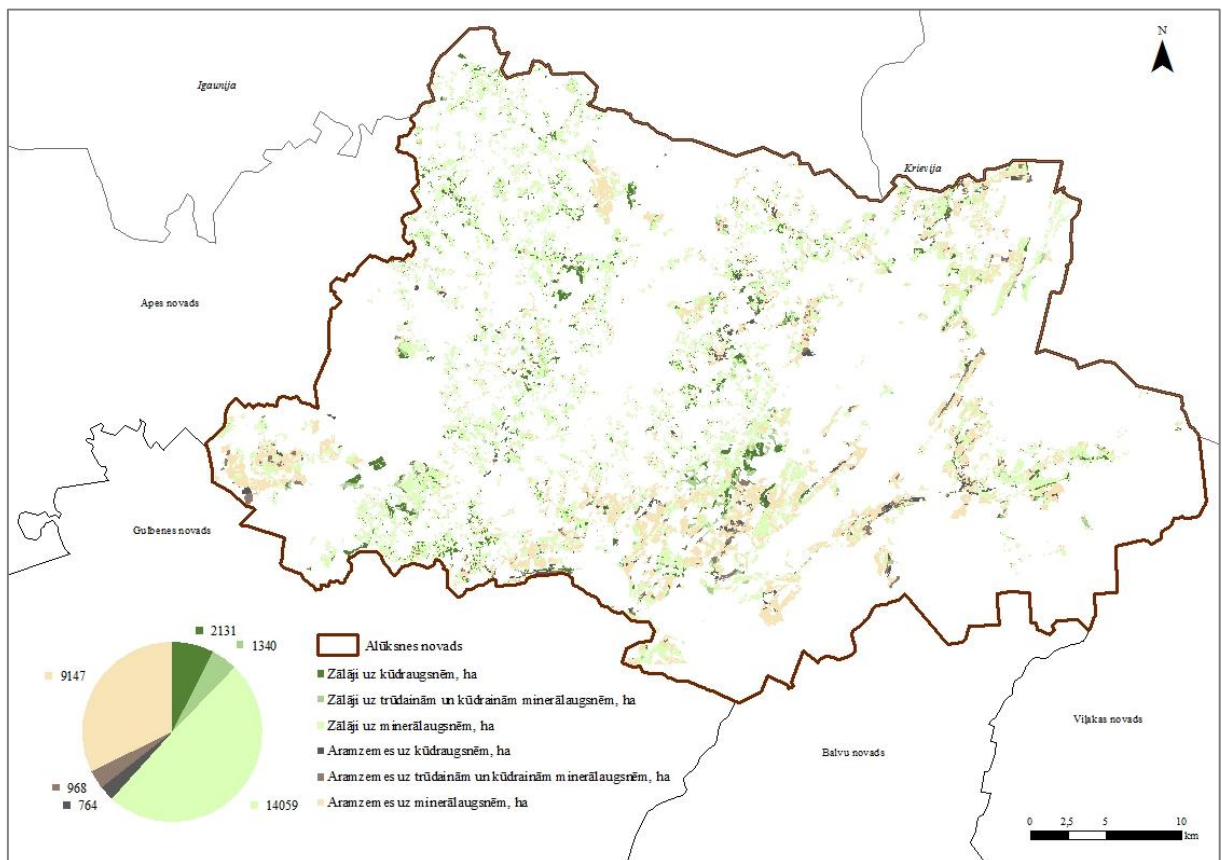 N
Igaunija
Krievija
Apes novads
Gulbenes novads
2131
1340
9147
968
764
14059
Alūksnes novads
Zālāji uz kūdraugsnēm, ha
Zālāji uz trūdainām un kūdrainām minerālaugsnēm, ha
Zālāji uz minerālaugsnēm, ha
Aramzemes uz kūdraugsnēm, ha
Aramzemes uz trūdainām un kūdrainām minerālaugsnēm, ha
Aramzemes uz minerālaugsnēm, ha
Viļakas novads
Balvu novads
0 2,5 5 10
km